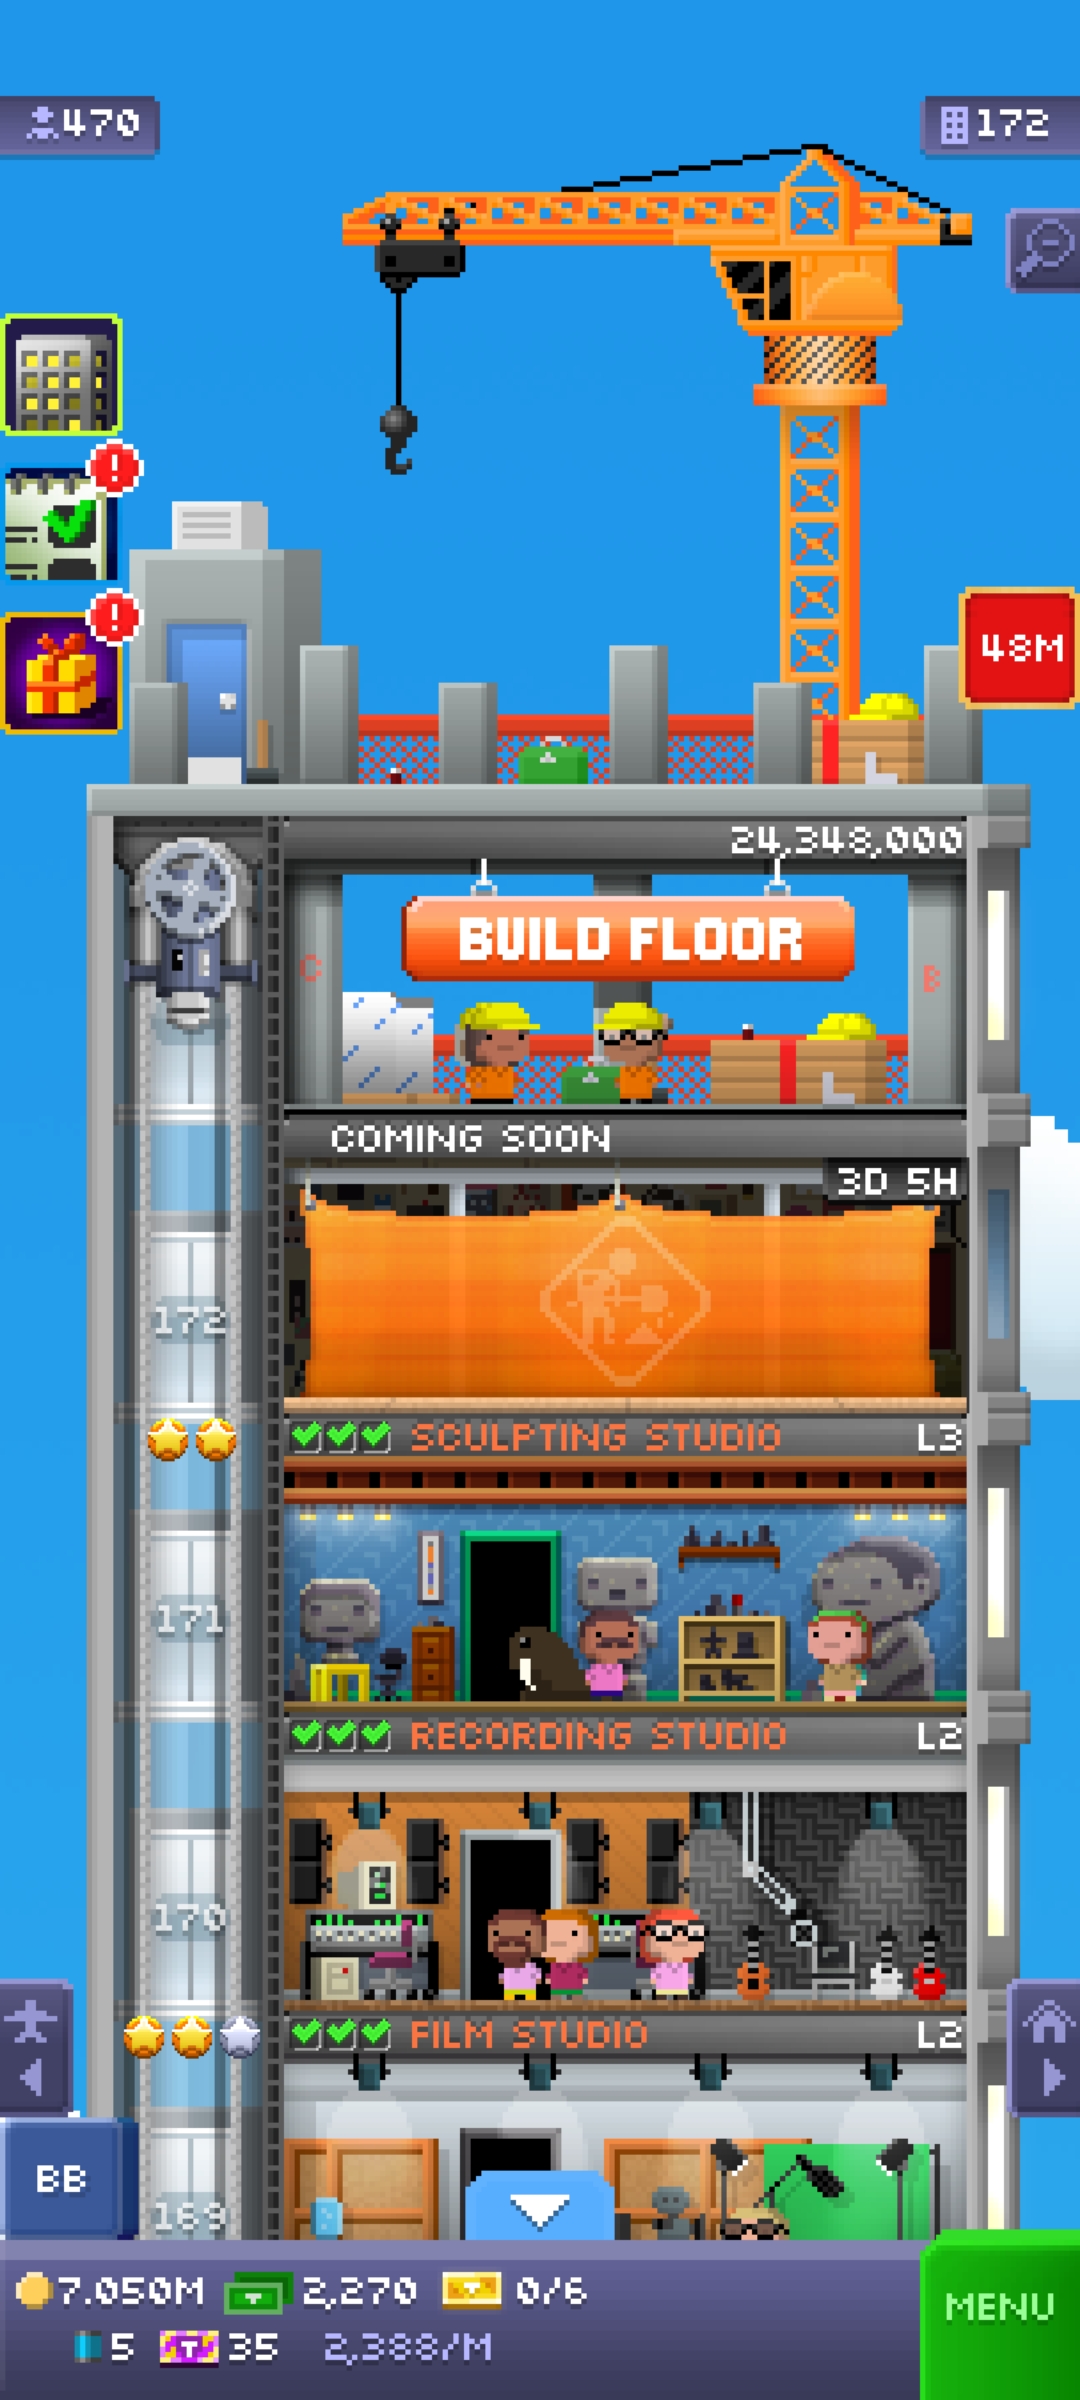 470
172
48M
24,348,000
BUILD FLOOR
C
B
COMING SOON
3D 5H
172
SCULPTING STUDIO L3
171
RECORDING STUDIO L2
170
FILM STUDIO L2
BB
169
7.050M 2,270 0/6
MENU
5 T 35 2,388/M